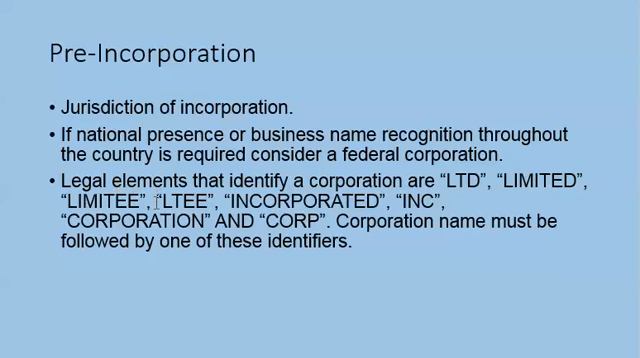 Pre-Incorporation
• Jurisdiction of incorporation.
• If national presence or business name recognition throughout
the country is required consider a federal corporation.
• Legal elements that identify a corporation are “LTD”, “LIMITED”,
“LIMITEE”, “LTEE”, “INCORPORATED”, “INC”,
“CORPORATION” AND “CORP”. Corporation name must be
followed by one of these identifiers.